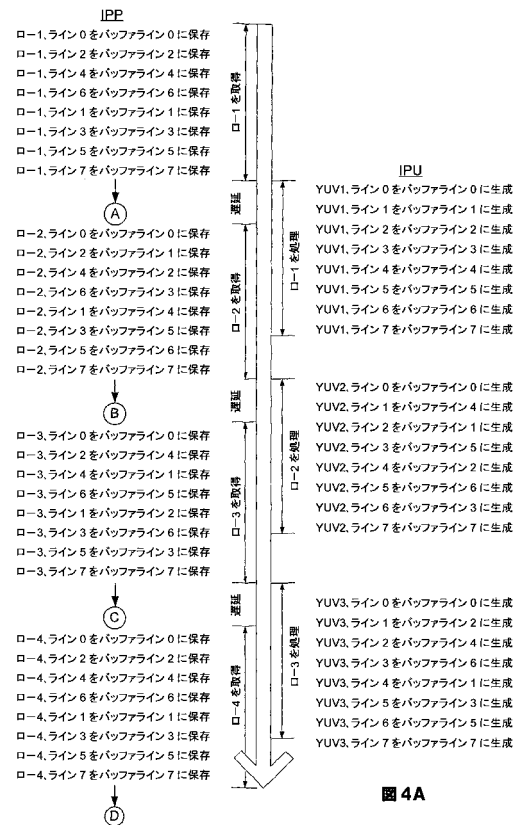 IPP
ロー1、ライン0をバッファライン0に保存
ロー1、ライン2をバッファライン2に保存
ロー1、ライン4をバッファライン4に保存
ロー1、ライン6をバッファライン6に保存
ロー1、ライン1をバッファライン1に保存
ロー1、ライン3をバッファライン3に保存
ロー1、ライン5をバッファライン5に保存
ロー1、ライン7をバッファライン7に保存
A
ロー2、ライン0をバッファライン0に保存
ロー2、ライン2をバッファライン1に保存
ロー2、ライン4をバッファライン2に保存
ロー2、ライン6をバッファライン3に保存
ロー2、ライン1をバッファライン4に保存
ロー2、ライン3をバッファライン5に保存
ロー2、ライン5をバッファライン6に保存
ロー2、ライン7をバッファライン7に保存
B
ロー3、ライン0をバッファライン0に保存
ロー3、ライン2をバッファライン4に保存
ロー3、ライン4をバッファライン1に保存
ロー3、ライン6をバッファライン5に保存
ロー3、ライン1をバッファライン2に保存
ロー3、ライン3をバッファライン6に保存
ロー3、ライン5をバッファライン3に保存
ロー3、ライン7をバッファライン7に保存
C
ロー4、ライン0をバッファライン0に保存
ロー4、ライン2をバッファライン2に保存
ロー4、ライン4をバッファライン4に保存
ロー4、ライン6をバッファライン6に保存
ロー4、ライン1をバッファライン1に保存
ロー4、ライン3をバッファライン3に保存
ロー4、ライン5をバッファライン5に保存
ロー4、ライン7をバッファライン7に保存
D
ロー1を取得
遅延
ロー2を取得
遅延
ロー3を取得
遅延
ロー4を取得
ロー1を処理
ロー2を処理
ロー3を処理
IPU
YUV1、ライン0をバッファライン0に生成
YUV1、ライン1をバッファライン1に生成
YUV1、ライン2をバッファライン2に生成
YUV1、ライン3をバッファライン3に生成
YUV1、ライン4をバッファライン4に生成
YUV1、ライン5をバッファライン5に生成
YUV1、ライン6をバッファライン6に生成
YUV1、ライン7をバッファライン7に生成
YUV2、ライン0をバッファライン0に生成
YUV2、ライン1をバッファライン4に生成
YUV2、ライン2をバッファライン1に生成
YUV2、ライン3をバッファライン5に生成
YUV2、ライン4をバッファライン2に生成
YUV2、ライン5をバッファライン6に生成
YUV2、ライン6をバッファライン3に生成
YUV2、ライン7をバッファライン7に生成
YUV3、ライン0をバッファライン0に生成
YUV3、ライン1をバッファライン2に生成
YUV3、ライン2をバッファライン4に生成
YUV3、ライン3をバッファライン6に生成
YUV3、ライン4をバッファライン1に生成
YUV3、ライン5をバッファライン3に生成
YUV3、ライン6をバッファライン5に生成
YUV3、ライン7をバッファライン7に生成
図4A